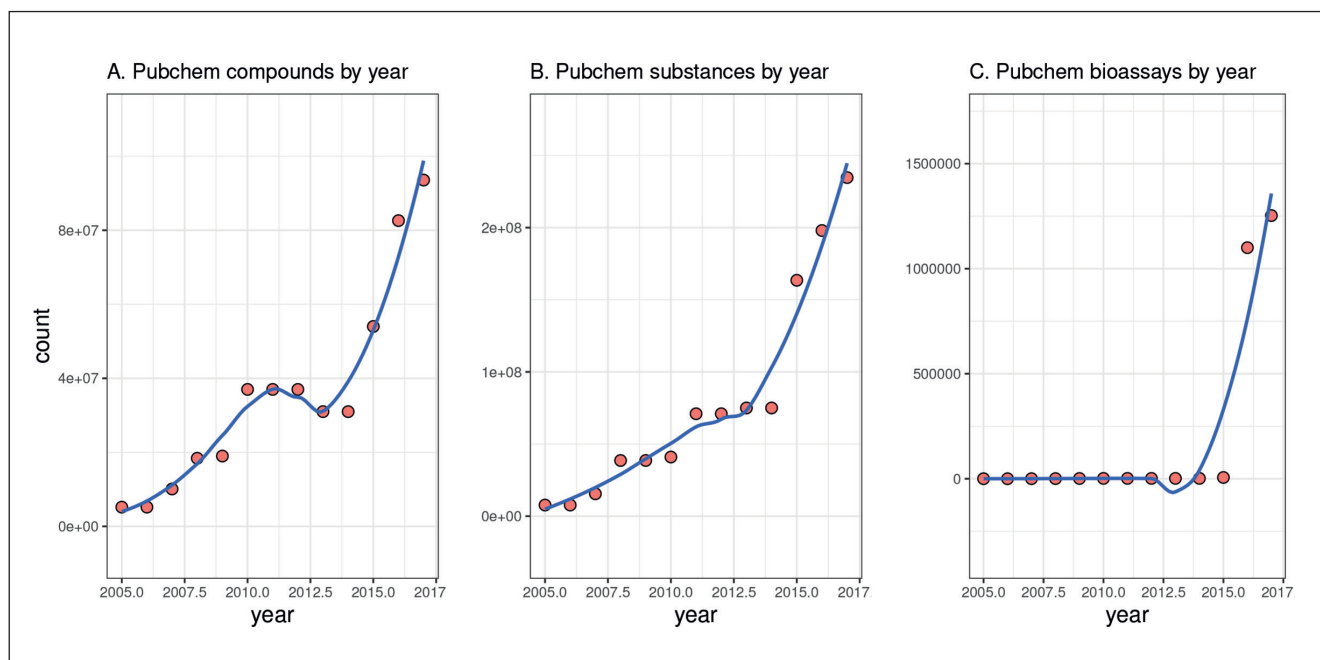 A. Pubchem compounds by year
B. Pubchem substances by year
C. Pubchem bioassays by year
count
8e+07
4e+07
0e+00
2005.0 2007.5 2010.0 2012.5 2015.0 2017
year
2e+08
1e+08
0e+00
2005.0 2007.5 2010.0 2012.5 2015.0 2017.
year
1500000
1000000
500000
0
2005.0 2007.5 2010.0 2012.5 2015.0 2017
year